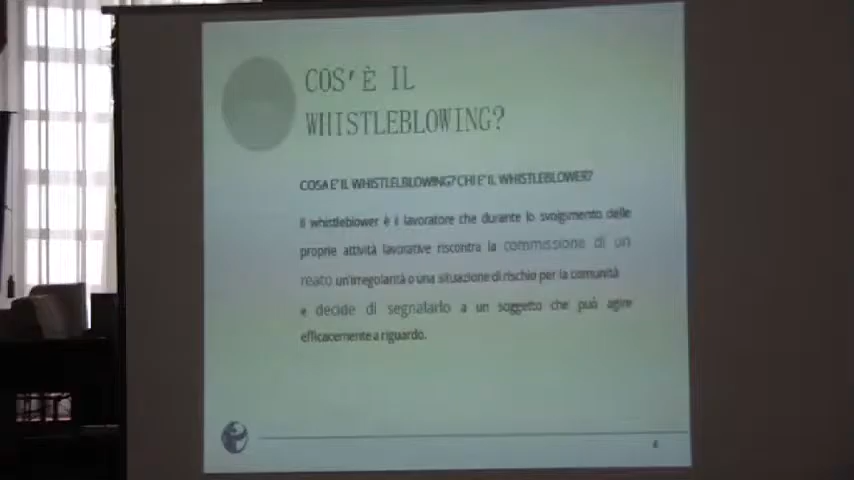 COS'È IL
WHISTLEBLOWING?
COSA E' IL WHISTLELBLOWING? CHI E' IL WHISTLEBLOWER?
Il whistleblower è il lavoratore che durante lo svolgimento delle
proprie attività lavorative riscontra la commissione di un
reato un'irregolarità o una situazione di rischio per la comunità
e decide di segnalarlo a un soggetto che può agire
efficacemente a riguardo.
6